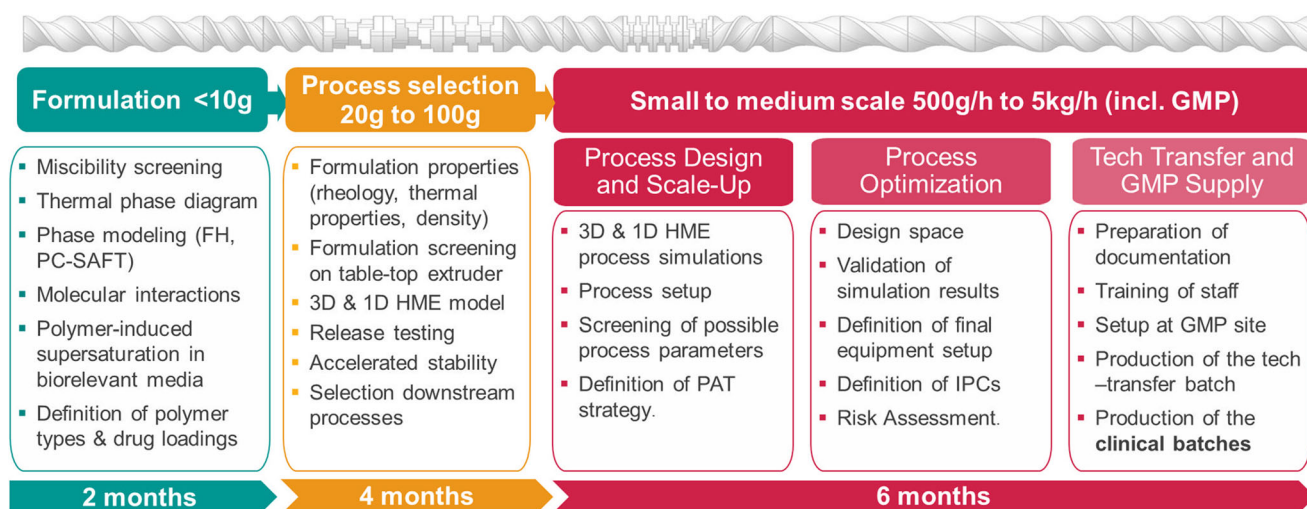 Formulation <10g
Process selection
20g to 100g
Small to medium scale 500g/h to 5kg/h (incl. GMP)
▪ Miscibility screening
▪ Thermal phase diagram
▪ Phase modeling (FH,
PC-SAFT)
▪ Molecular interactions
▪ Polymer-induced
supersaturation in
biorelevant media
▪ Definition of polymer
types & drug loadings
▪ Formulation properties
(rheology, thermal
properties, density)
▪ Formulation screening
on table-top extruder
▪ 3D & 1D HME model
▪ Release testing
▪ Accelerated stability
▪ Selection downstream
processes
Process Design
and Scale-Up
▪ 3D & 1D HME
process simulations
▪ Process setup
▪ Screening of possible
process parameters
▪ Definition of PAT
strategy.
Process
Optimization
▪ Design space
▪ Validation of
simulation results
▪ Definition of final
equipment setup
▪ Definition of IPCs
▪ Risk Assessment.
Tech Transfer and
GMP Supply
▪ Preparation of
documentation
▪ Training of staff
▪ Setup at GMP site
▪ Production of the tech
–transfer batch
▪ Production of the
clinical batches
2 months
4 months
6 months